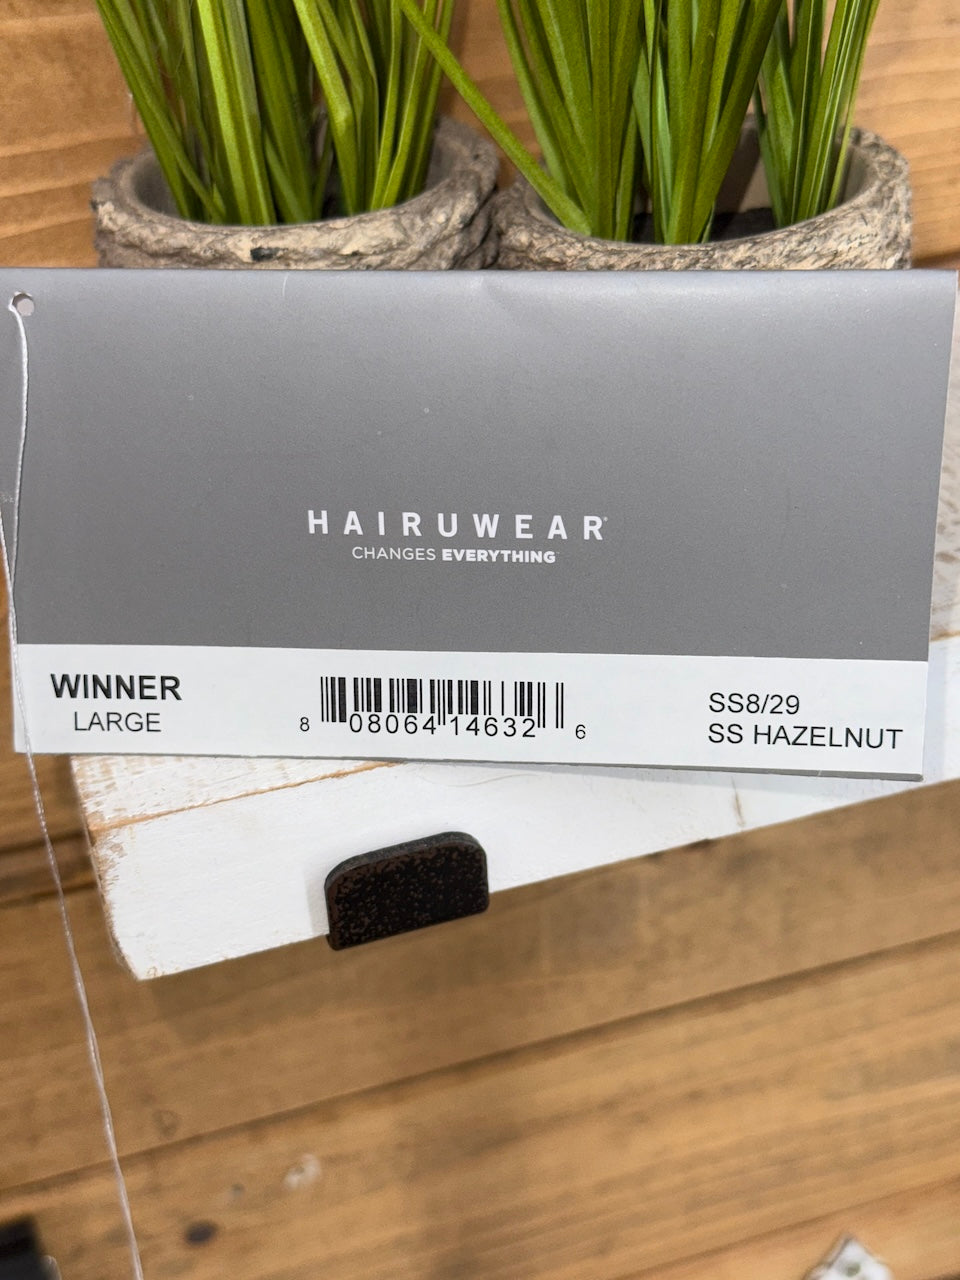 HAIRUWEAR®
CHANGES EVERYTHING
WINNER
LARGE
8 08064 14632 6
SS8/29
SS HAZELNUT